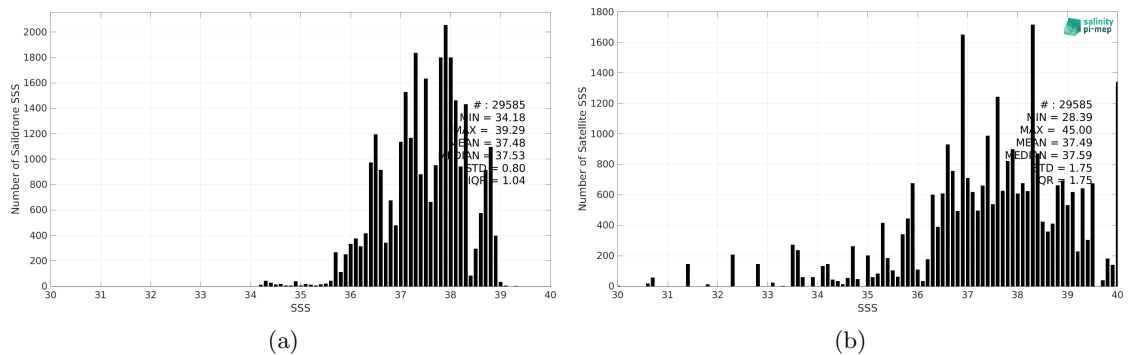 2000
1800
1600
1400
1200
1000
800
600
400
200
0
Number of Saildrone SSS
# : 29585
MIN = 34.18
MAX = 39.29
MEAN = 37.48
MEDIAN = 37.53
STD = 0.80
IQR = 1.04
30 31 32 33 34 35 36 37 38 39 40
SSS
(a)
1800
1600
1400
1200
1000
800
600
400
200
0
Number of Satellite SSS
salinity
pi-mep
# : 29585
MIN = 28.39
MAX = 45.00
MEAN = 37.49
MEDIAN = 37.59
STD = 1.75
IQR = 1.75
30 31 32 33 34 35 36 37 38 39 40
SSS
(b)